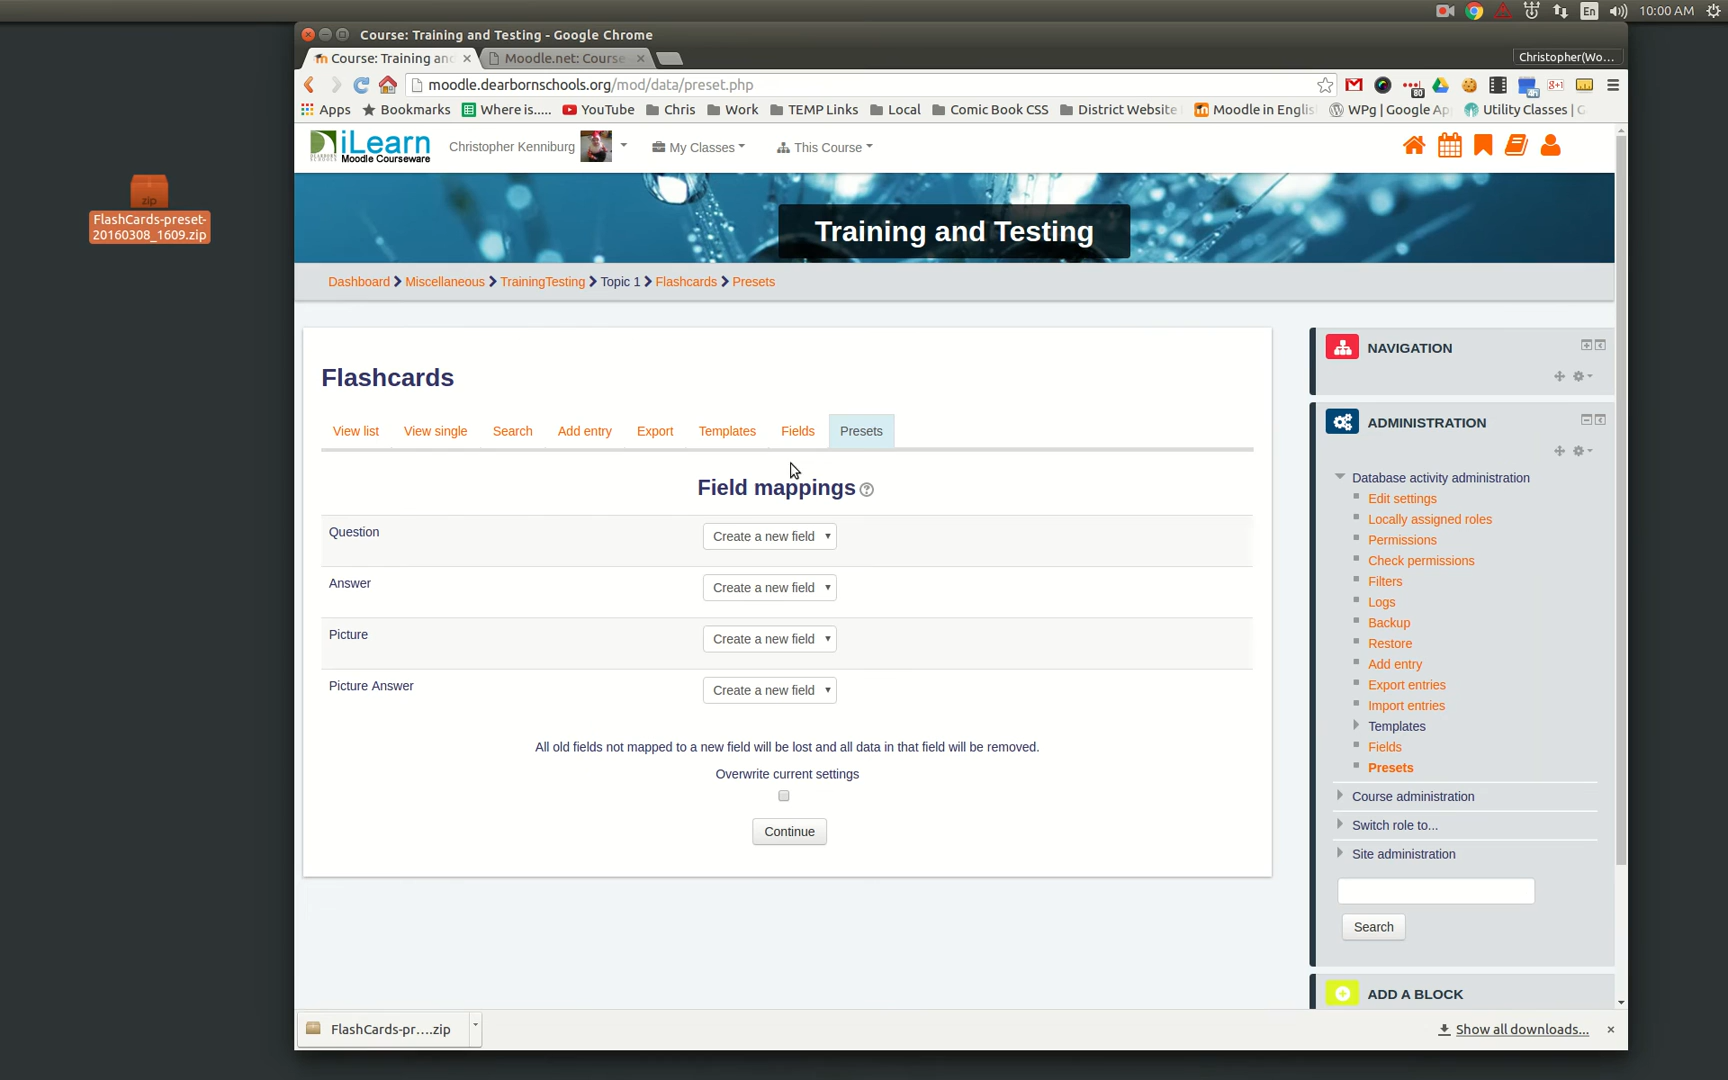 En
10:00 AM
Course: Training and Testing - Google Chrome
Course: Training an
Moodle.net: Course
Christopher(Wo...
moodle.dearbornschools.org/mod/data/preset.php
80
Apps
Bookmarks
Where is.....
YouTube
Chris
Work
TEMP Links
Local
Comic Book CSS
District Website
Moodle in Englis
WPg | Google Ap
Utility Classes | G
iLearn
Moodle Courseware
Christopher Kenniburg
My Classes
This Course
zip
FlashCards-preset-
20160308_1609.zip
Training and Testing
Dashboard
Miscellaneous
TrainingTesting
Topic 1
Flashcards
Presets
Flashcards
View list
View single
Search
Add entry
Export
Templates
Fields
Presets
Field mappings
Question
Create a new field
Answer
Create a new field
Picture
Create a new field
Picture Answer
Create a new field
All old fields not mapped to a new field will be lost and all data in that field will be removed.
Overwrite current settings
Continue
NAVIGATION
ADMINISTRATION
Database activity administration
Edit settings
Locally assigned roles
Permissions
Check permissions
Filters
Logs
Backup
Restore
Add entry
Export entries
Import entries
Templates
Fields
Presets
Course administration
Switch role to...
Site administration
Search
ADD A BLOCK
FlashCards-pr....zip
Show all downloads...